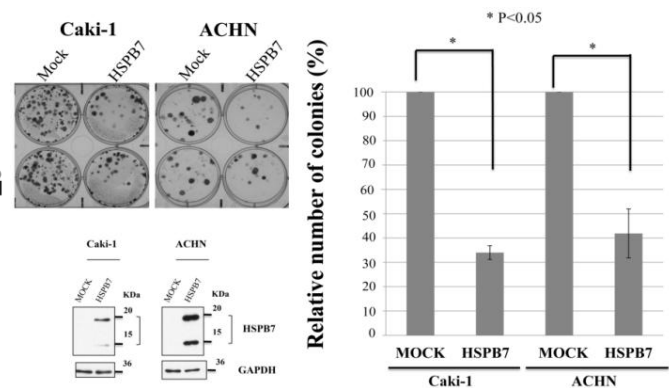 Caki-1 ACHN
Mock HSPB7 Mock HSPB7
Caki-1 ACHN
MOCK HSPB7 KDa MOCK HSPB7 KDa
20 20
15 15 HSPB7
36 36
GAPDH
* P<0.05
* *
Relative number of colonies (%)
100
90
80
70
60
50
40
30
20
10
0
MOCK HSPB7 MOCK HSPB7
Caki-1 ACHN